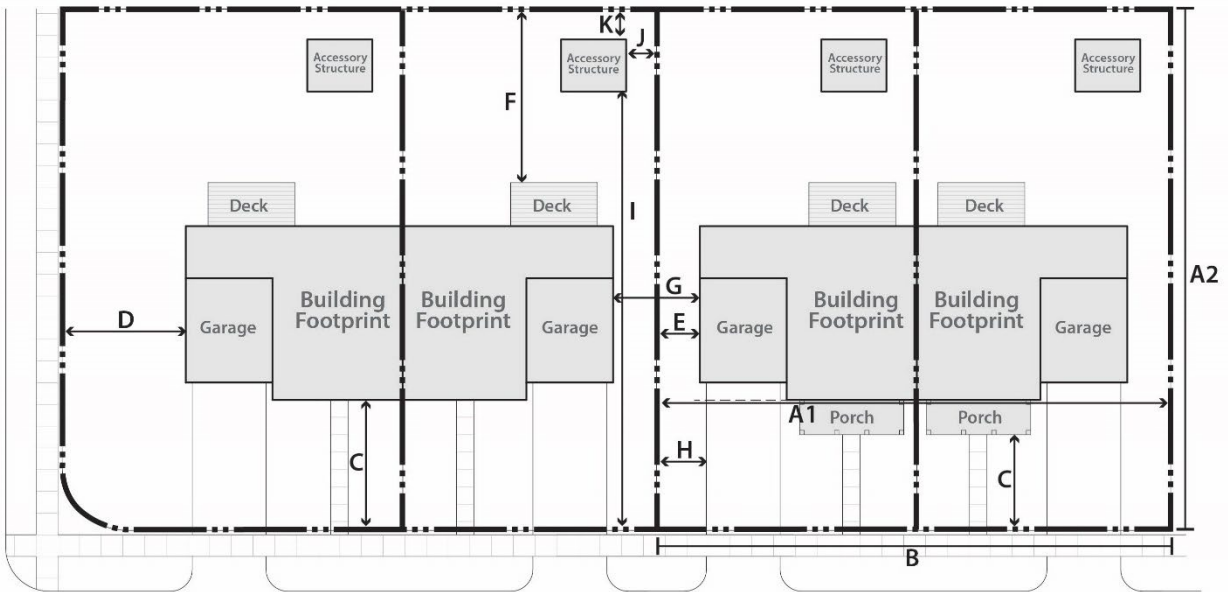 K
J
Accessory
Structure
Accessory
Structure
Accessory
Structure
Accessory
Structure
F
I
Deck
Deck
Deck
Deck
A2
G
D
E
Garage
Building
Footprint
Building
Footprint
Garage
Garage
Building
Footprint
Building
Footprint
Garage
A1
Porch
Porch
C
H
C
B